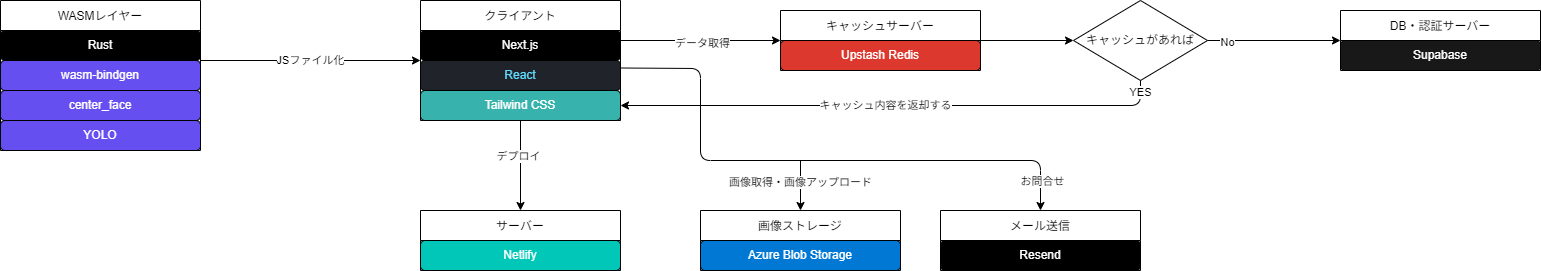 WASMレイヤー
Rust
wasm-bindgen
center_face
YOLO
JSファイル化
クライアント
Next.js
React
Tailwind CSS
データ取得
キャッシュサーバー
Upstash Redis
キャッシュがあれば
No
YES
DB・認証サーバー
Supabase
キャッシュ内容を返却する
デプロイ
画像取得・画像アップロード
お問合せ
サーバー
Netlify
画像ストレージ
Azure Blob Storage
メール送信
Resend